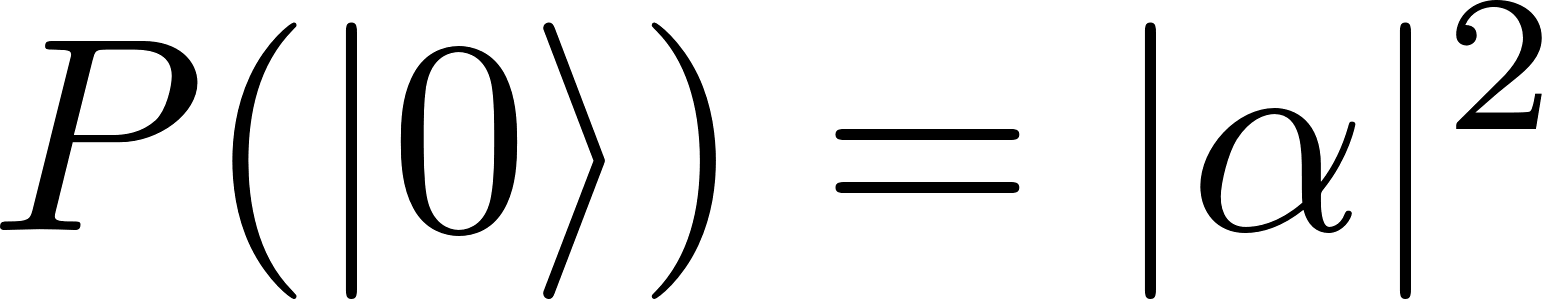 P(|0⟩) = |α|²